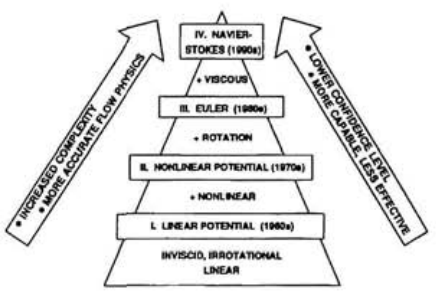 IV. NAVIER-
STOKES (1990s)
+ VISCOUS
III. EULER (1980s)
+ ROTATION
II. NONLINEAR POTENTIAL (1970s)
+ NONLINEAR
I. LINEAR POTENTIAL (1960s)
INVISCID, IRROTATIONAL
LINEAR
• INCREASED COMPLEXITY
• MORE ACCURATE FLOW PHYSICS
• LOWER CONFIDENCE LEVEL
• MORE CAPABLE, LESS EFFECTIVE